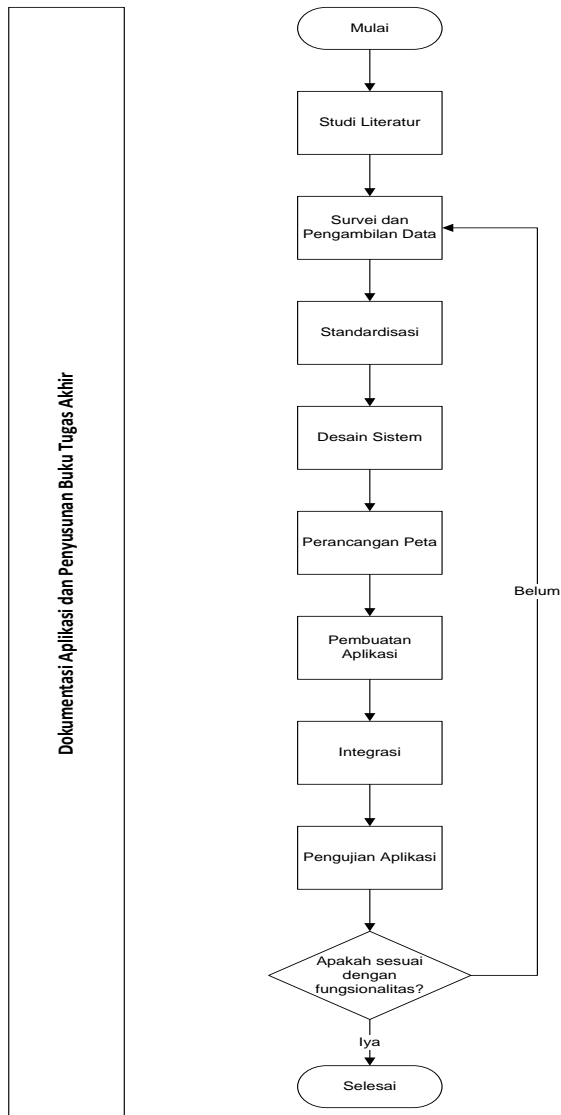 Dokumentasi Aplikasi dan Penyusunan Buku Tugas Akhir
Mulai
Studi Literatur
Survei dan
Pengambilan Data
Standardisasi
Desain Sistem
Perancangan Peta
Belum
Pembuatan
Aplikasi
Integrasi
Pengujian Aplikasi
Apakah sesuai
dengan
fungsionalitas?
Iya
Selesai